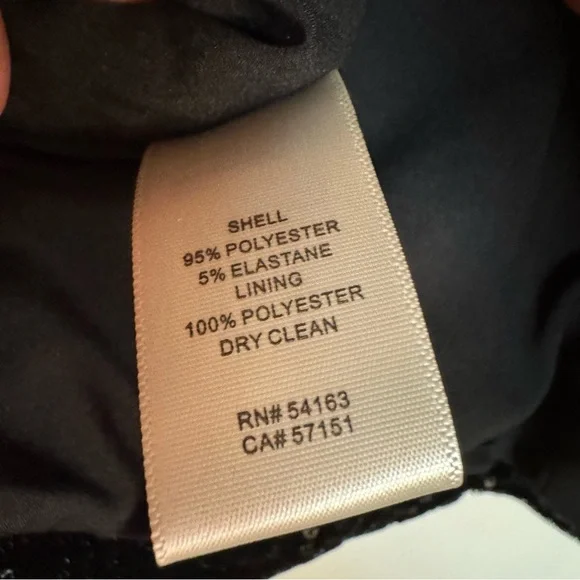 SHELL
95% POLYESTER
5% ELASTANE
LINING
100% POLYESTER
DRY CLEAN
RN# 54163
CA# 57151